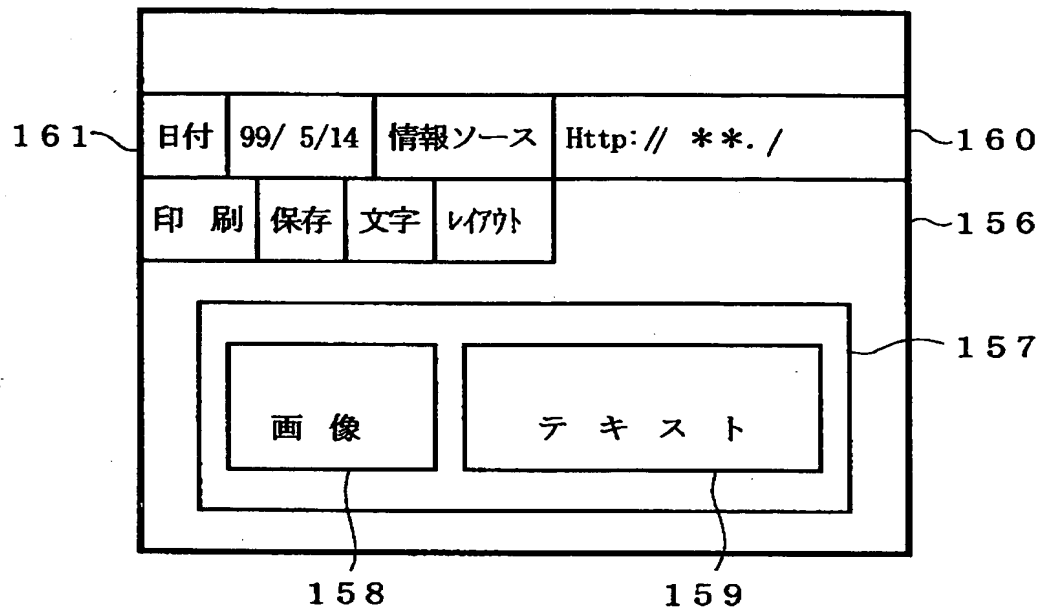 161 日付 99/ 5/14 情報ソース Http:// **./ 160
印 刷 保存 文字 レイアウト 156
157
画 像 テ キ ス ト
158 159